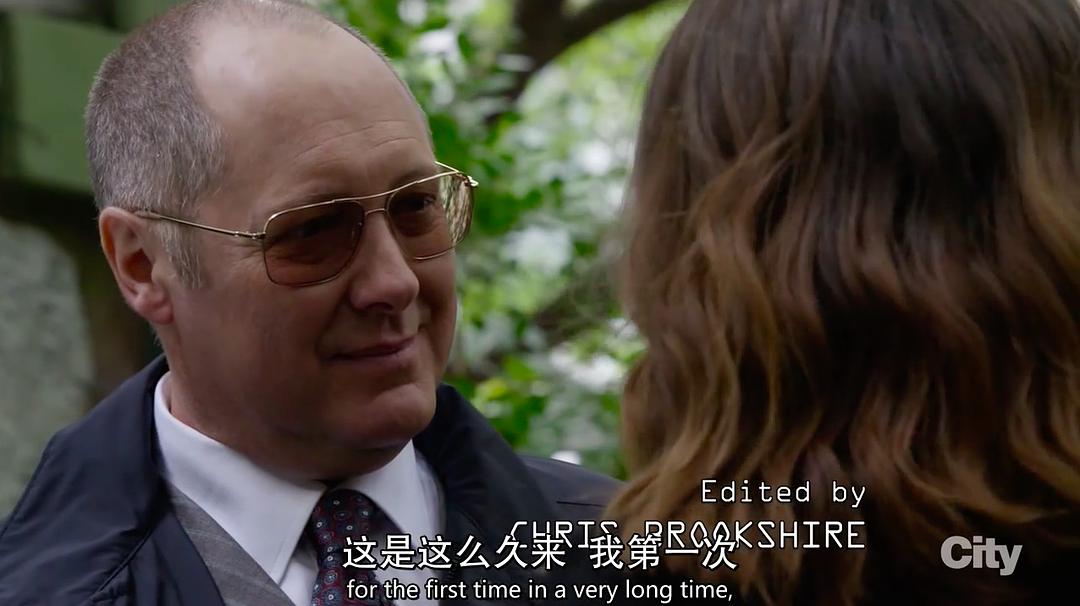 Edited by
CHRIS BROOKSHIRE
这是这么久来 我第一次
for the first time in a very long time,
City